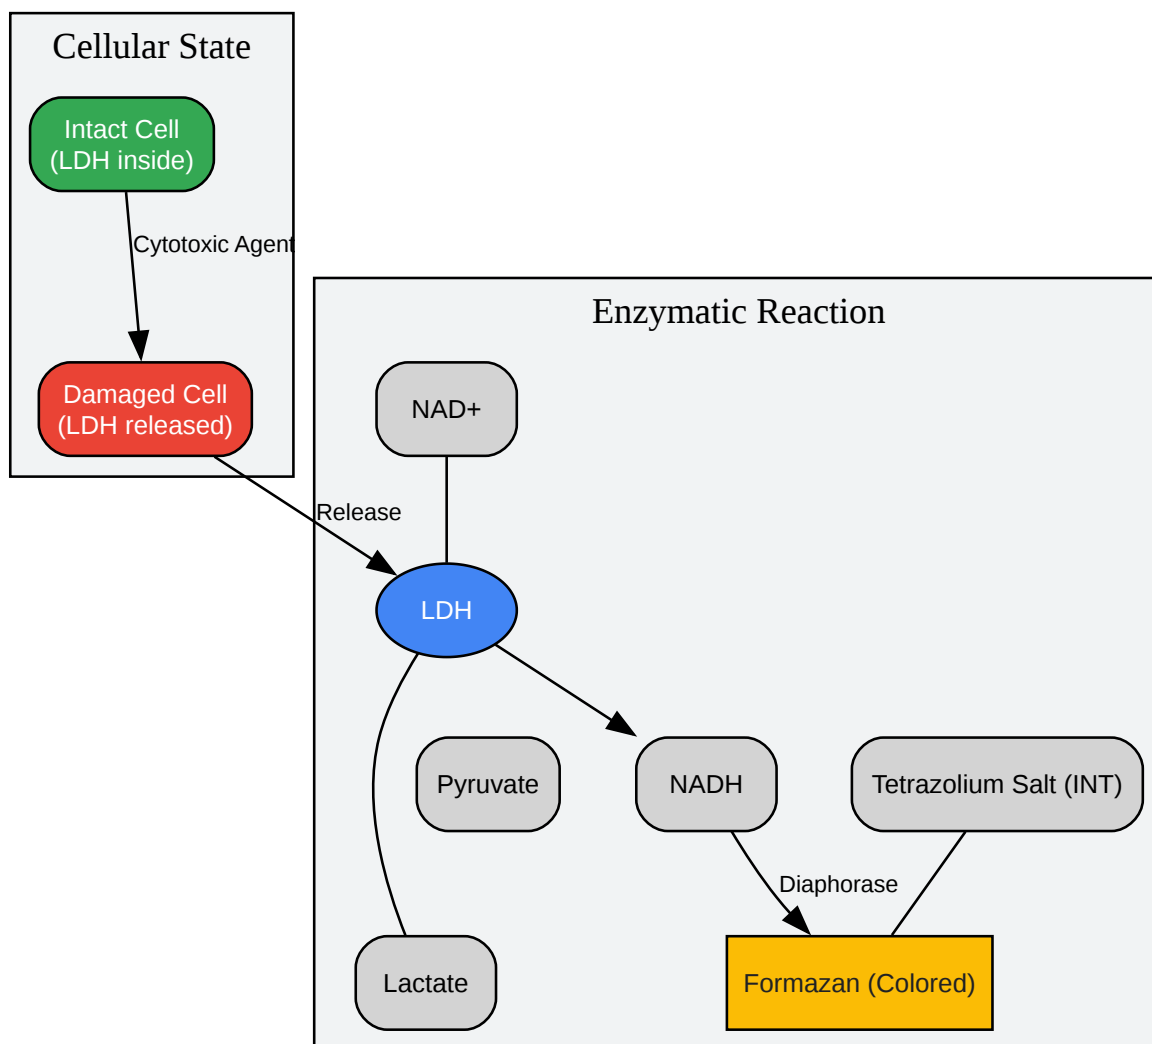 Cellular State
Intact Cell
(LDH inside)
Cytotoxic Agent
Damaged Cell
(LDH released)
Release
Enzymatic Reaction
NAD+
LDH
Pyruvate
NADH
Tetrazolium Salt (INT)
Diaphorase
Lactate
Formazan (Colored)